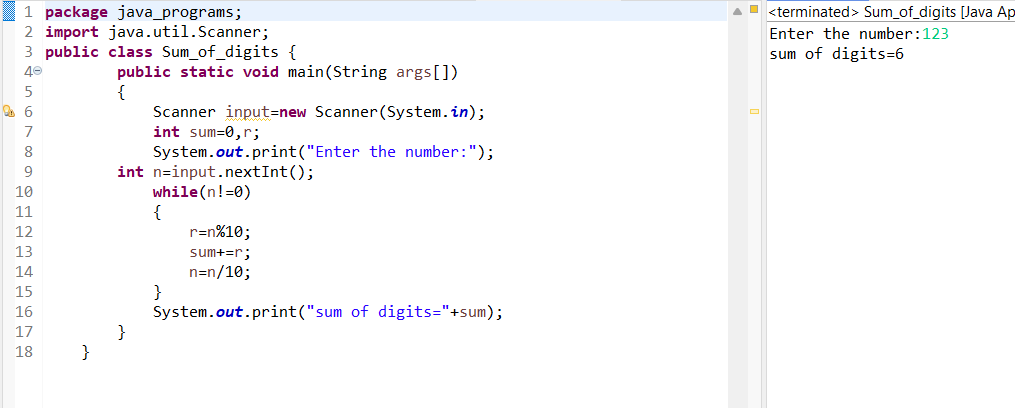 1 package java_programs;
2 import java.util.Scanner;
3 public class Sum_of_digits {
4 public static void main(String args[])
5 {
6 Scanner input=new Scanner(System.in);
7 int sum=0,r;
8 System.out.print("Enter the number:");
9 int n=input.nextInt();
10 while(n!=0)
11 {
12 r=n%10;
13 sum+=r;
14 n=n/10;
15 }
16 System.out.print("sum of digits="+sum);
17 }
18 }
<terminated> Sum_of_digits [Java Ap
Enter the number:123
sum of digits=6